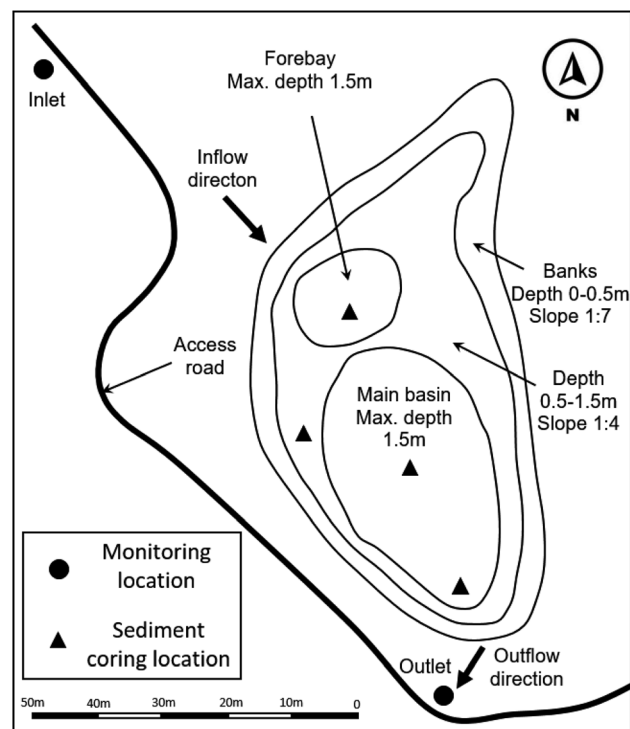 Forebay
Max. depth 1.5m
Inlet
N
Inflow
directon
Banks
Depth 0-0.5m
Slope 1:7
Access
road
Depth
0.5-1.5m
Slope 1:4
Main basin
Max. depth
1.5m
Monitoring
location
Sediment
coring location
Outlet
Outflow
direction
50m 40m 30m 20m 10m 0